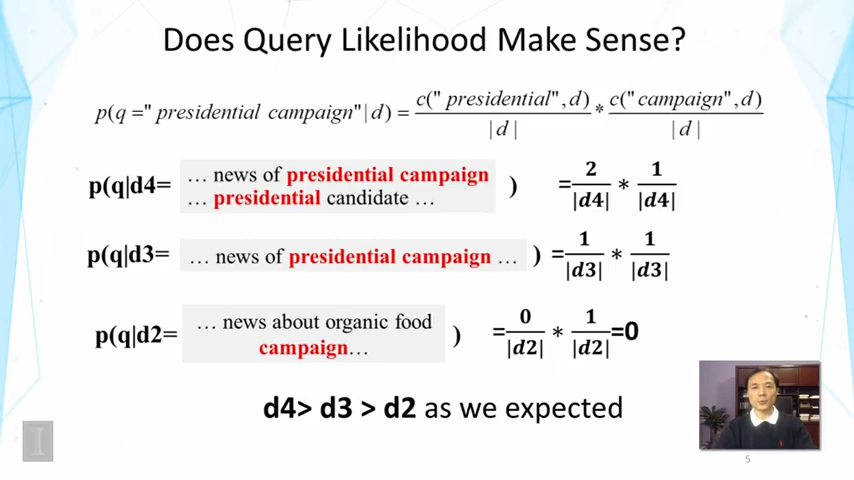 Does Query Likelihood Make Sense?
p(q =" presidential campaign"| d) = c(" presidential", d) / | d | * c(" campaign", d) / | d |
p(q|d4= … news of presidential campaign … presidential candidate … ) = 2/|d4| * 1/|d4|
p(q|d3= … news of presidential campaign … ) = 1/|d3| * 1/|d3|
p(q|d2= … news about organic food campaign… ) = 0/|d2| * 1/|d2| =0
d4> d3 > d2 as we expected
I
5